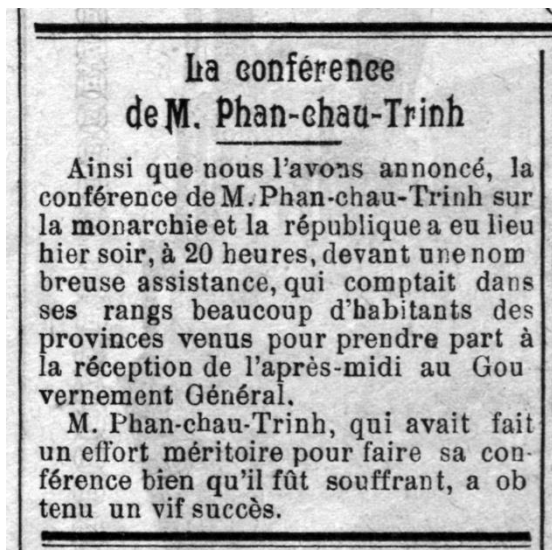 La conférence
de M. Phan-chau-Trinh
Ainsi que nous l'avons annoncé, la
conférence de M. Phan-chau-Trinh sur
la monarchie et la république a eu lieu
hier soir, à 20 heures, devant une nom
breuse assistance, qui comptait dans
ses rangs beaucoup d'habitants des
provinces venus pour prendre part à
la réception de l'après-midi au Gou
vernement Général.
M. Phan-chau-Trinh, qui avait fait
un effort méritoire pour faire sa con-
férence bien qu'il fût souffrant, a ob
tenu un vif succès.